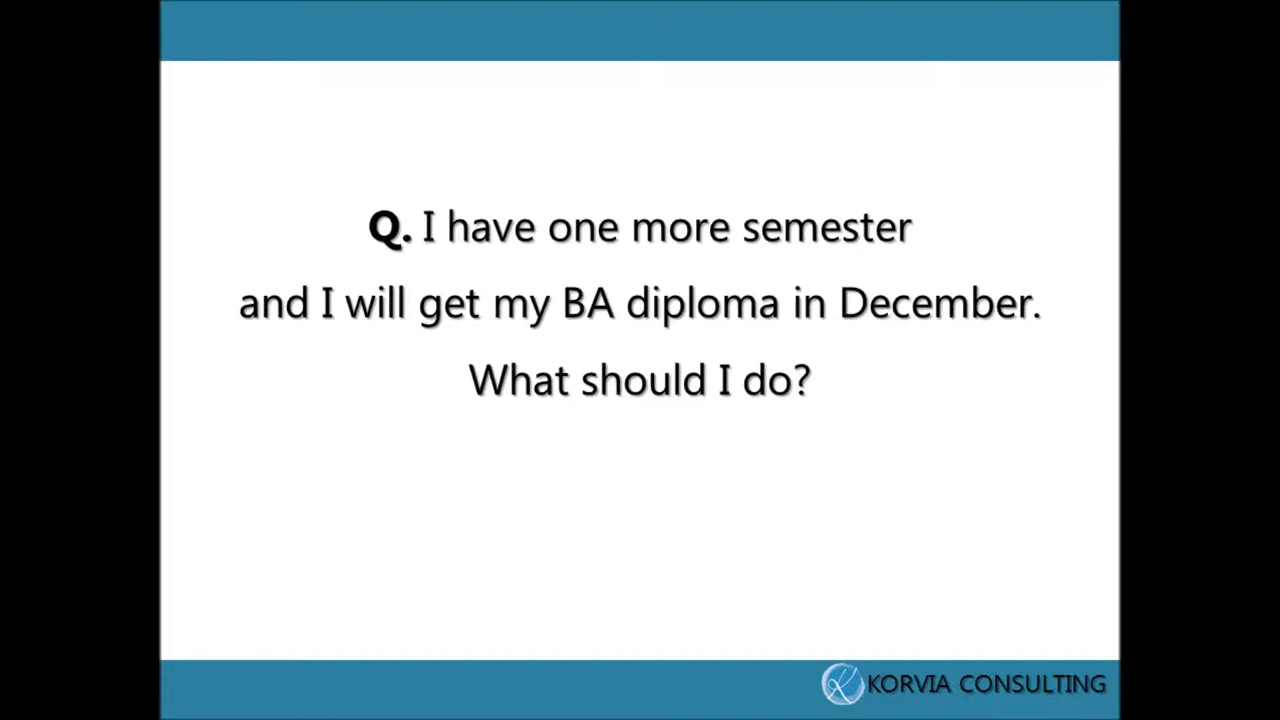 Q. I have one more semester
and I will get my BA diploma in December.
What should I do?
KORVIA CONSULTING